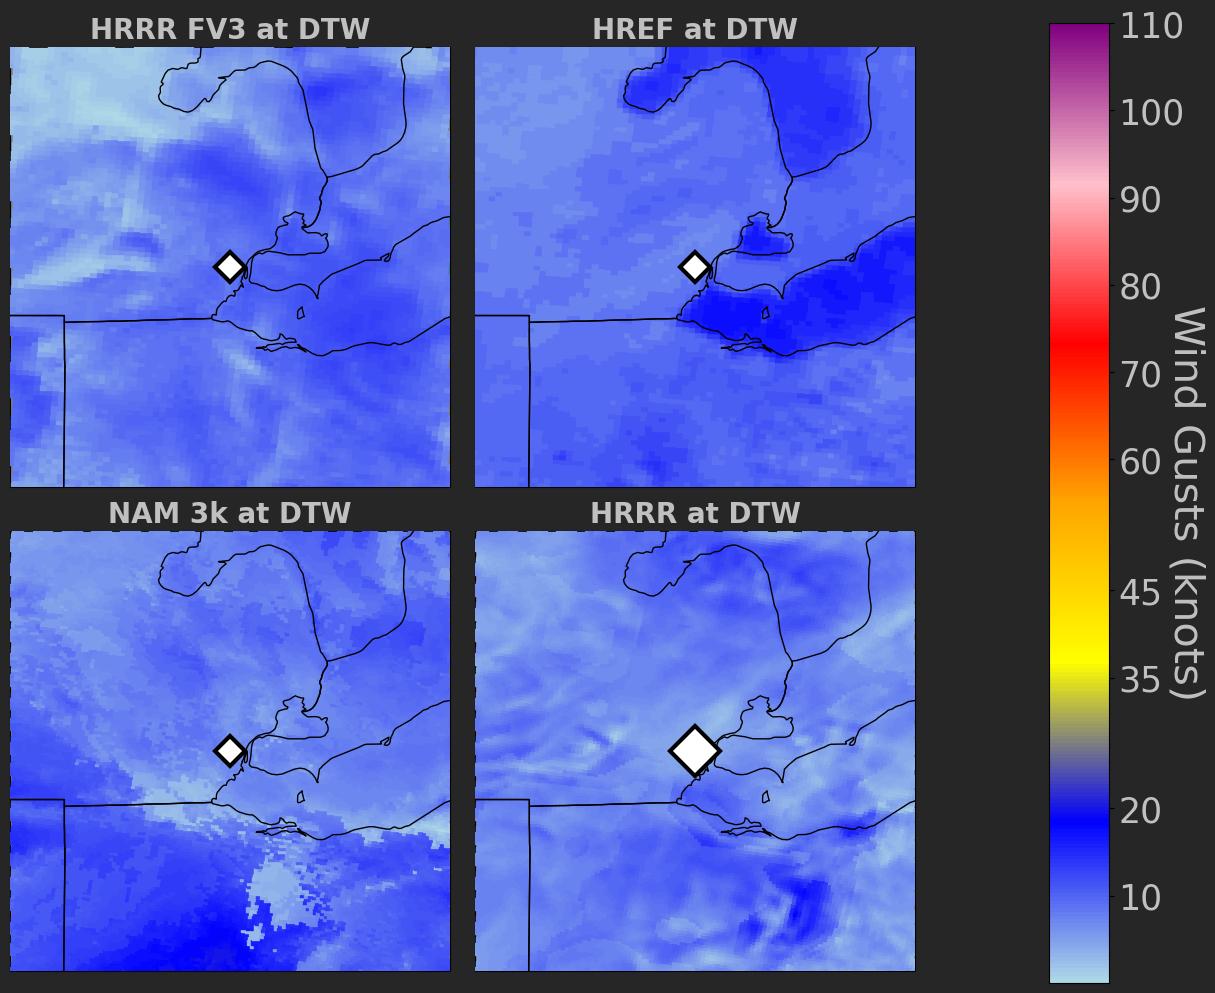 HRRR FV3 at DTW
HREF at DTW
NAM 3k at DTW
HRRR at DTW
110
100
90
80
70
60
45
35
20
10
Wind Gusts (knots)